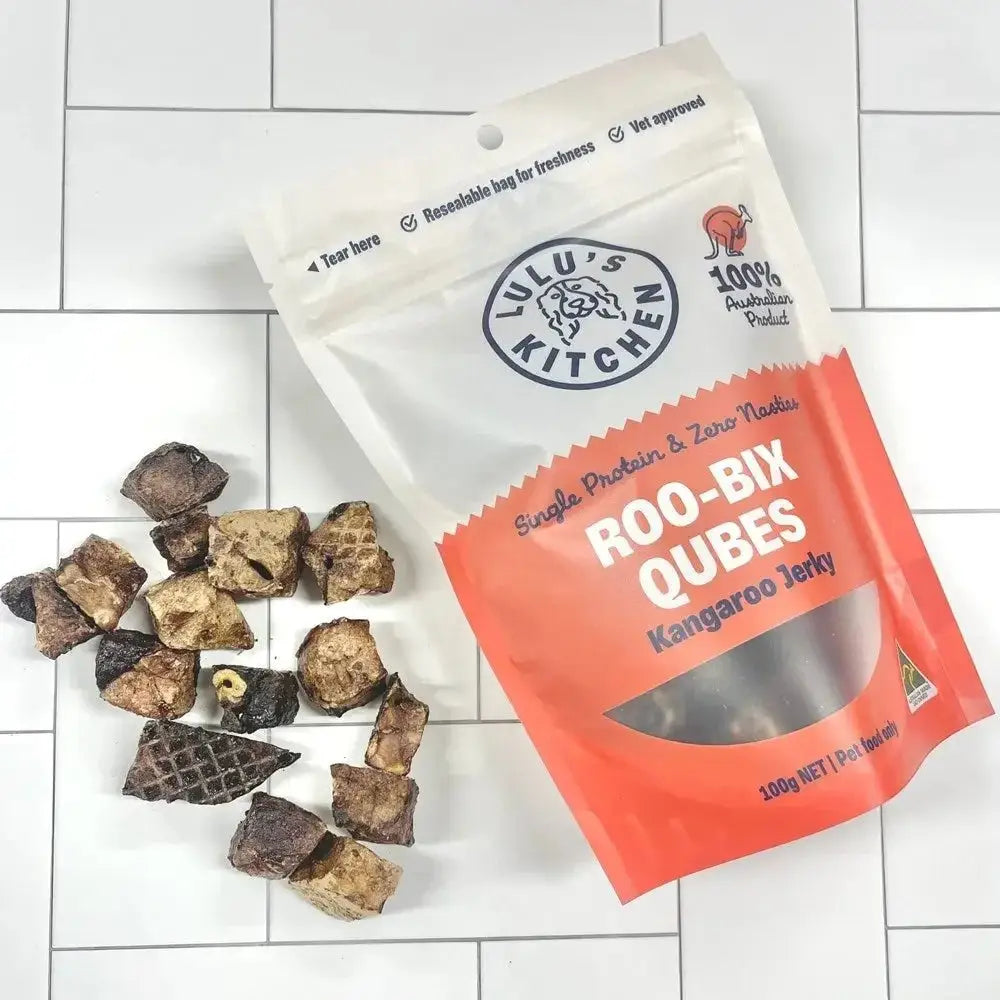 Tear here Resealable bag for freshness Vet approved
LULU'S
KITCHEN
100%
Australian
Product
Single Protein & Zero Nasties
ROO-BIX
QUBES
Kangaroo Jerky
100g NET | Pet food only